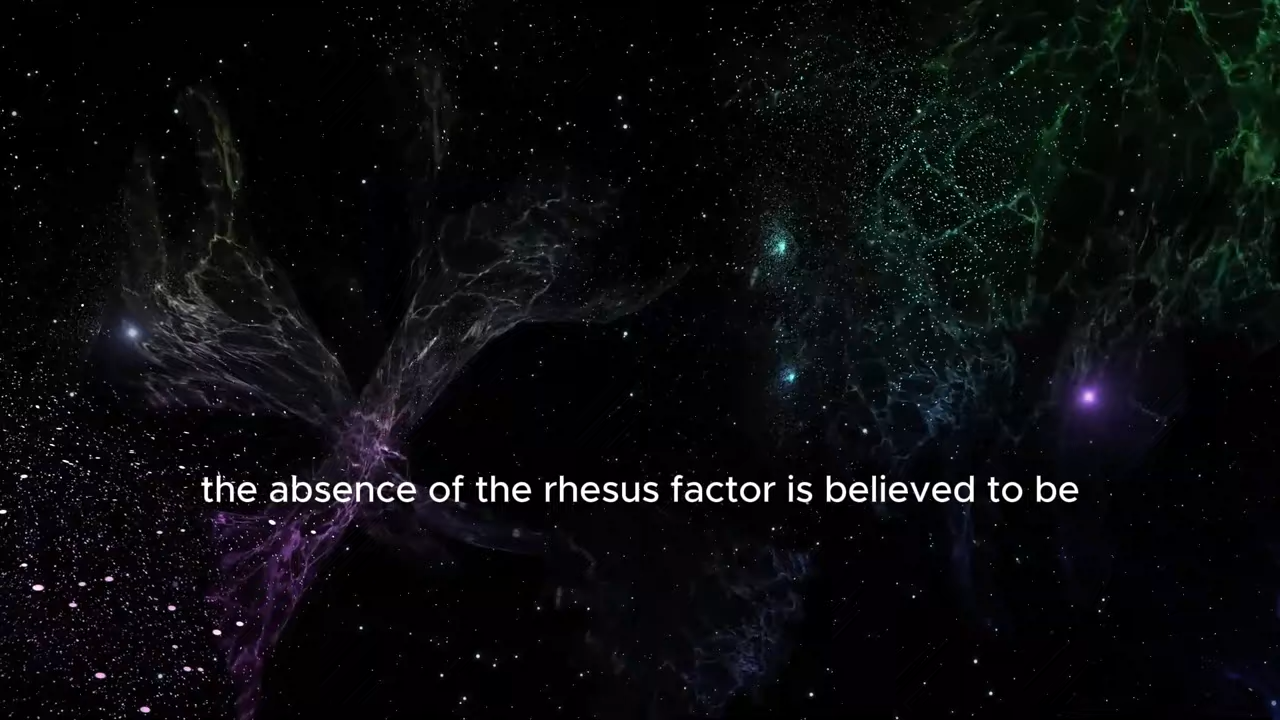 the absence of the rhesus factor is believed to be